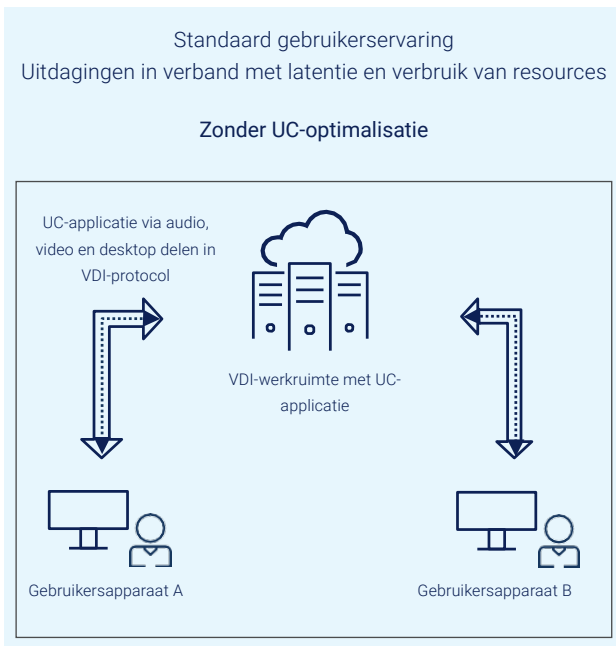 Standaard gebruikerservaring
Uitdagingen in verband met latentie en verbruik van resources
Zonder UC-optimalisatie
UC-applicatie via audio,
video en desktop delen in
VDI-protocol
VDI-werkruimte met UC-
applicatie
Gebruikersapparaat A
Gebruikersapparaat B